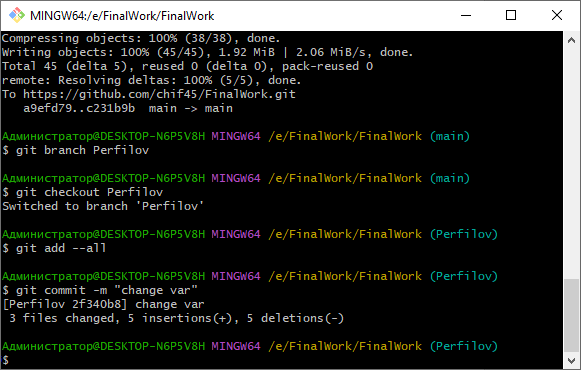 MINGW64:/e/FinalWork/FinalWork
Compressing objects: 100% (38/38), done.
Writing objects: 100% (45/45), 1.92 MiB | 2.06 MiB/s, done.
Total 45 (delta 5), reused 0 (delta 0), pack-reused 0
remote: Resolving deltas: 100% (5/5), done.
To https://github.com/chif45/FinalWork.git
   a9efd79..c231b9b  main -> main

Администратор@DESKTOP-N6P5V8H MINGW64 /e/FinalWork/FinalWork (main)
$ git branch Perfilov

Администратор@DESKTOP-N6P5V8H MINGW64 /e/FinalWork/FinalWork (main)
$ git checkout Perfilov
Switched to branch 'Perfilov'

Администратор@DESKTOP-N6P5V8H MINGW64 /e/FinalWork/FinalWork (Perfilov)
$ git add --all

Администратор@DESKTOP-N6P5V8H MINGW64 /e/FinalWork/FinalWork (Perfilov)
$ git commit -m "change var"
[Perfilov 2f340b8] change var
 3 files changed, 5 insertions(+), 5 deletions(-)

Администратор@DESKTOP-N6P5V8H MINGW64 /e/FinalWork/FinalWork (Perfilov)
$